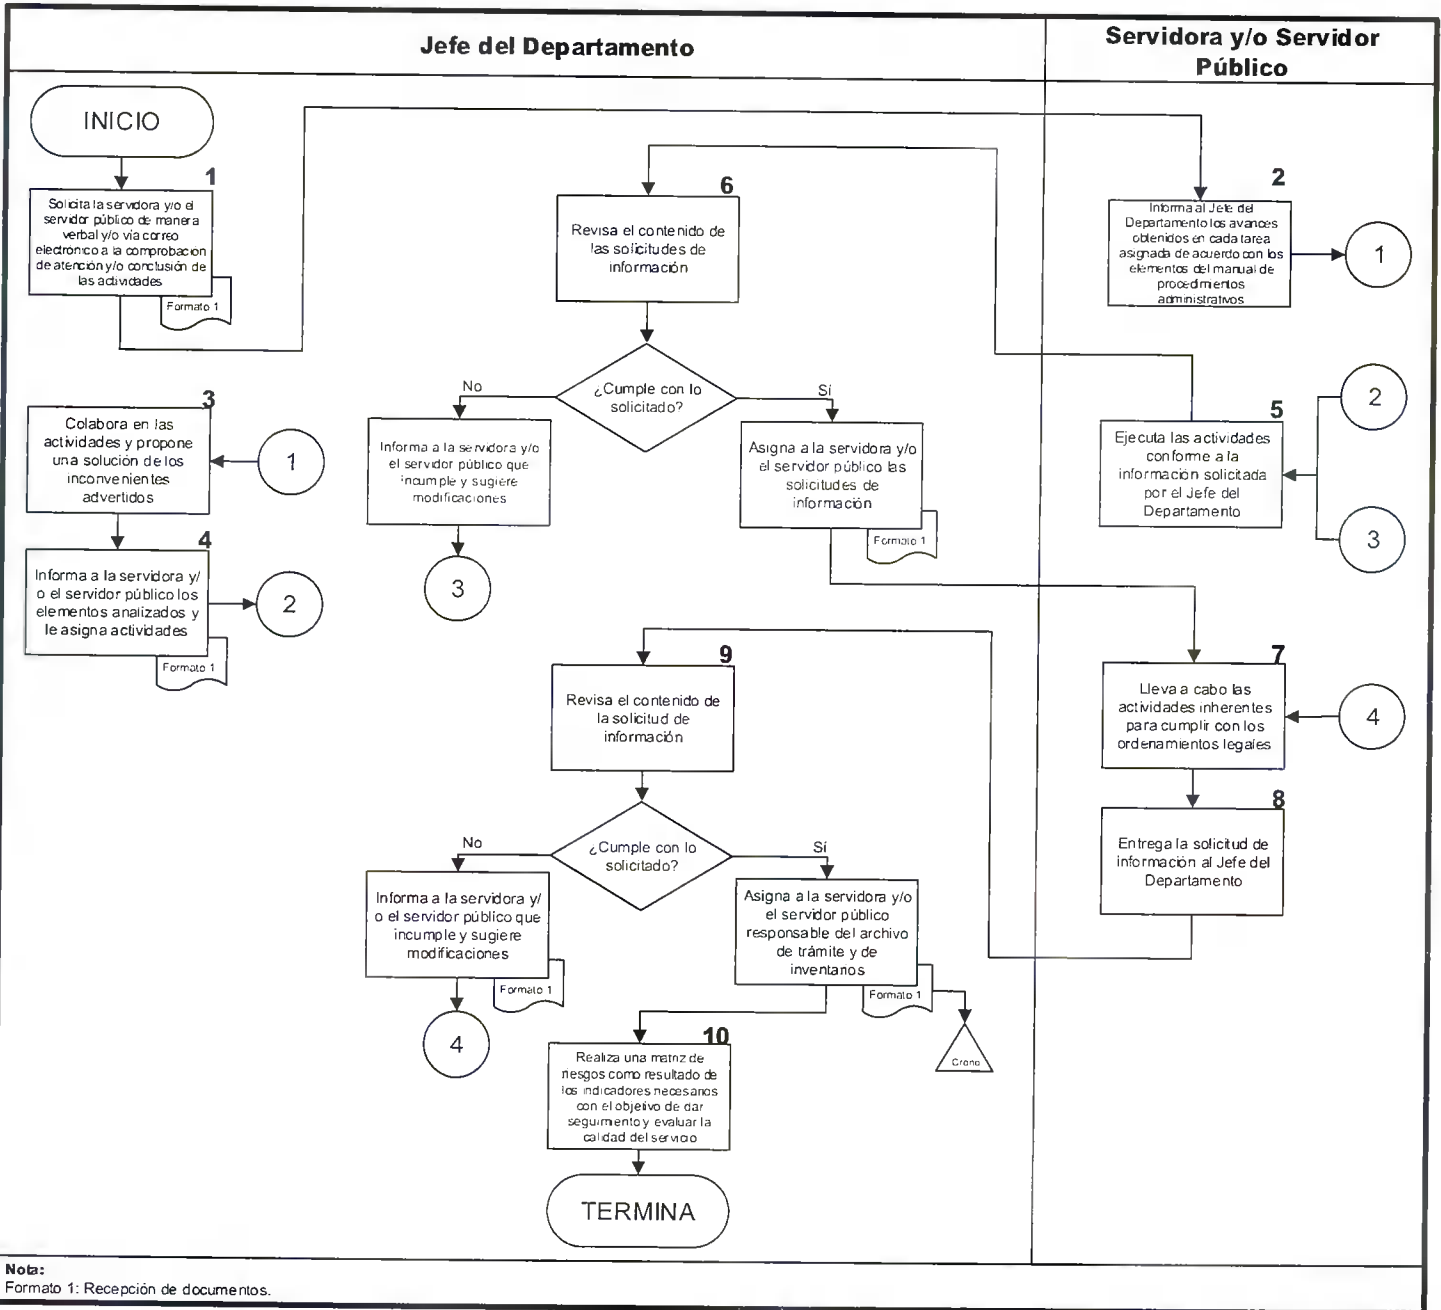 Jefe del Departamento
Servidora y/o Servidor
Público
INICIO
1
Solicita la servidora y/o el
servidor público de manera
verbal y/o vía correo
electrónico a la comprobación
de atención y/o conclusión de
las actividades
Formato 1
2
Informa al Jefe del
Departamento los avances
obtenidos en cada tarea
asignada de acuerdo con los
elementos del manual de
procedimientos
administrativos
1
3
Colabora en las
actividades y propone
una solución de los
inconvenientes
advertidos
1
4
Informa a la servidora y/
o el servidor público los
elementos analizados y
le asigna actividades
Formato 1
2
5
Ejecuta las actividades
conforme a la
información solicitada
por el Jefe del
Departamento
2
3
6
Revisa el contenido de
las solicitudes de
información
¿Cumple con lo
solicitado?
No
Sí
Informa a la servidora y/o
el servidor público que
incumple y sugiere
modificaciones
3
Asigna a la servidora y/o
el servidor público las
solicitudes de
información
Formato 1
7
Lleva a cabo las
actividades inherentes
para cumplir con los
ordenamientos legales
4
8
Entrega la solicitud de
información al Jefe del
Departamento
9
Revisa el contenido de
la solicitud de
información
¿Cumple con lo
solicitado?
No
Sí
Informa a la servidora y/
o el servidor público que
incumple y sugiere
modificaciones
Formato 1
4
Asigna a la servidora y/o
el servidor público
responsable del archivo
de trámite y de
inventarios
Formato 1
Crono
10
Realiza una matriz de
riesgos como resultado de
los indicadores necesarios
con el objetivo de dar
seguimiento y evaluar la
calidad del servicio
TERMINA
Nota:
Formato 1: Recepción de documentos.